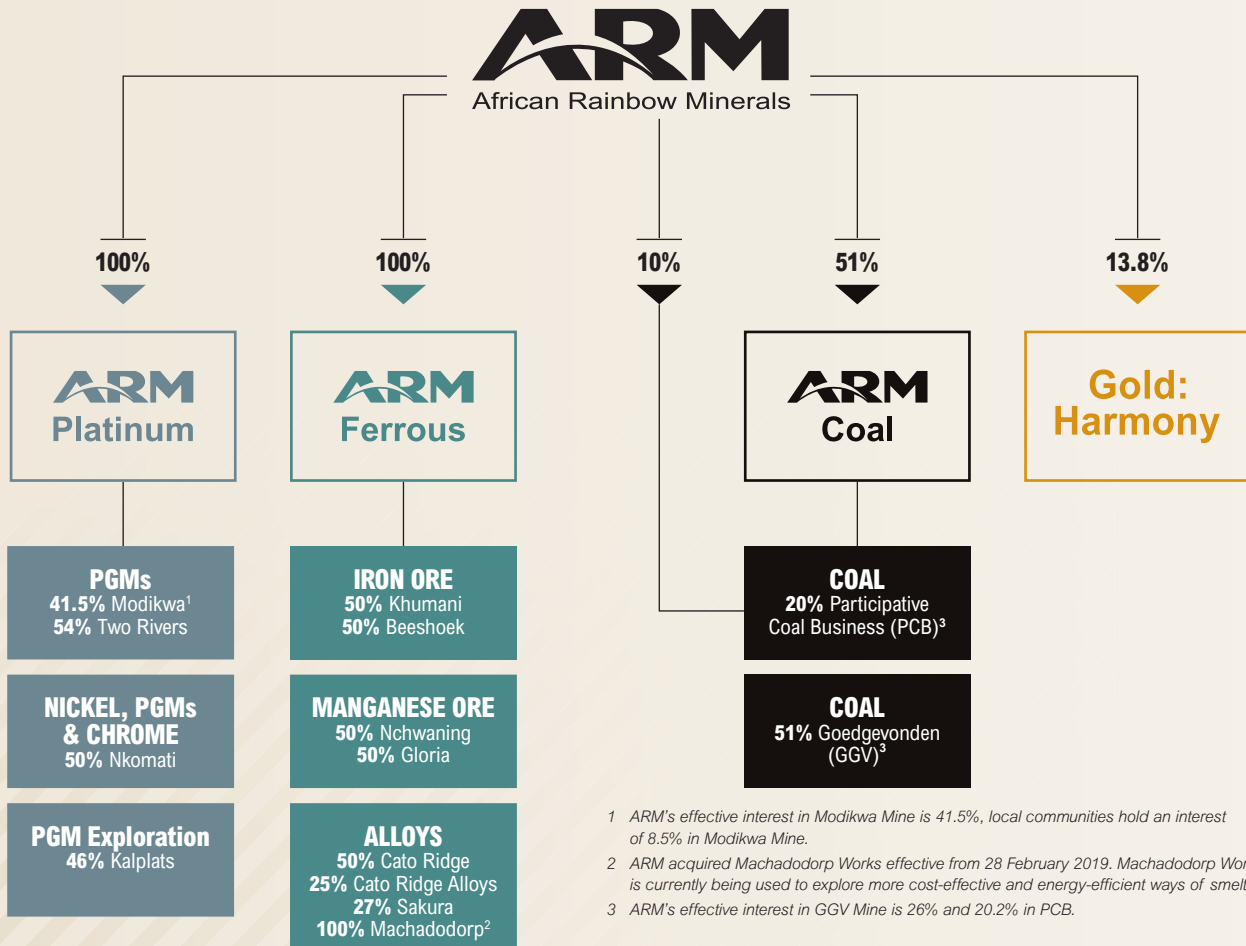 ARM
African Rainbow Minerals
100%
100%
10%
51%
13.8%
ARM
Platinum
ARM
Ferrous
ARM
Coal
Gold:
Harmony
PGMs
41.5% Modikwa¹
54% Two Rivers
NICKEL, PGMs
& CHROME
50% Nkomati
PGM Exploration
46% Kalplats
IRON ORE
50% Khumani
50% Beeshoek
MANGANESE ORE
50% Nchwaning
50% Gloria
ALLOYS
50% Cato Ridge
25% Cato Ridge Alloys
27% Sakura
100% Machadodorp²
COAL
20% Participative
Coal Business (PCB)³
COAL
51% Goedgevonden
(GGV)³
1 ARM's effective interest in Modikwa Mine is 41.5%, local communities hold an interest
of 8.5% in Modikwa Mine.
2 ARM acquired Machadodorp Works effective from 28 February 2019. Machadodorp Wor
is currently being used to explore more cost-effective and energy-efficient ways of smelt
3 ARM's effective interest in GGV Mine is 26% and 20.2% in PCB.